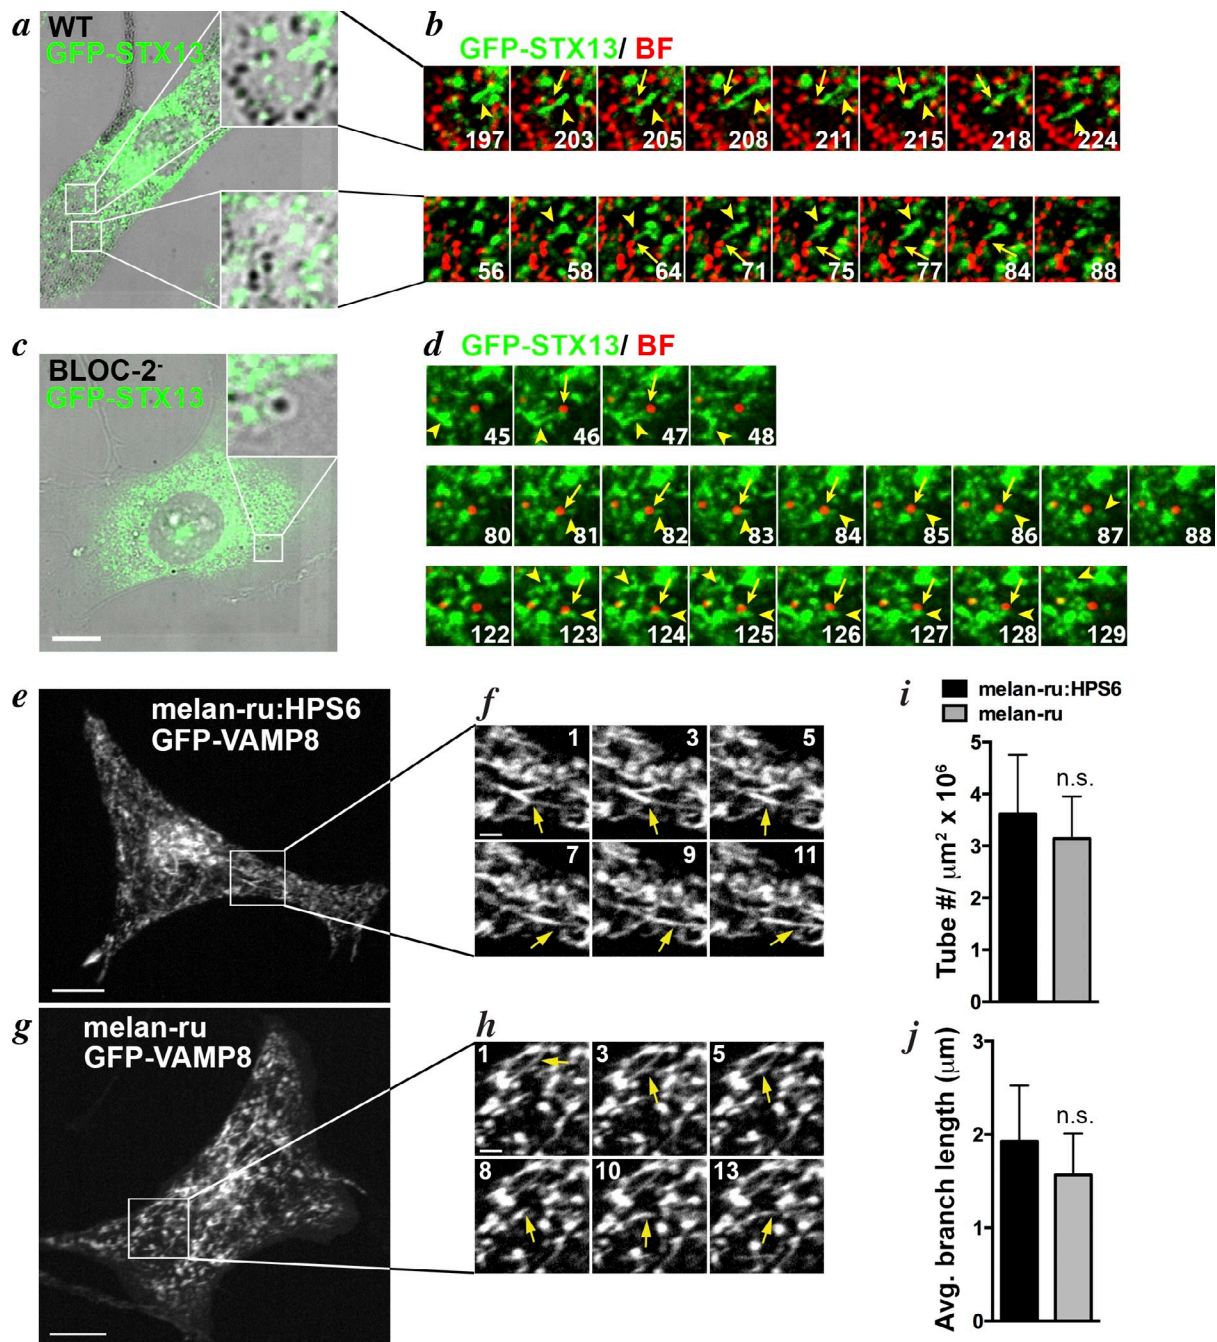 a
WT
GFP-STX13
b
GFP-STX13/ BF
197 203 205 208 211 215 218 224
56 58 64 71 75 77 84 88
c
BLOC-2-
GFP-STX13
d
GFP-STX13/ BF
45 46 47 48
80 81 82 83 84 85 86 87 88
122 123 124 125 126 127 128 129
e
melan-ru:HPS6
GFP-VAMP8
f
1 3 5
7 9 11
g
melan-ru
GFP-VAMP8
h
1 3 5
8 10 13
i
melan-ru:HPS6
melan-ru
Tube #/ μm² x 10⁶
5
4
3
2
1
0
n.s.
j
Avg. branch length (μm)
3
2
1
0
n.s.